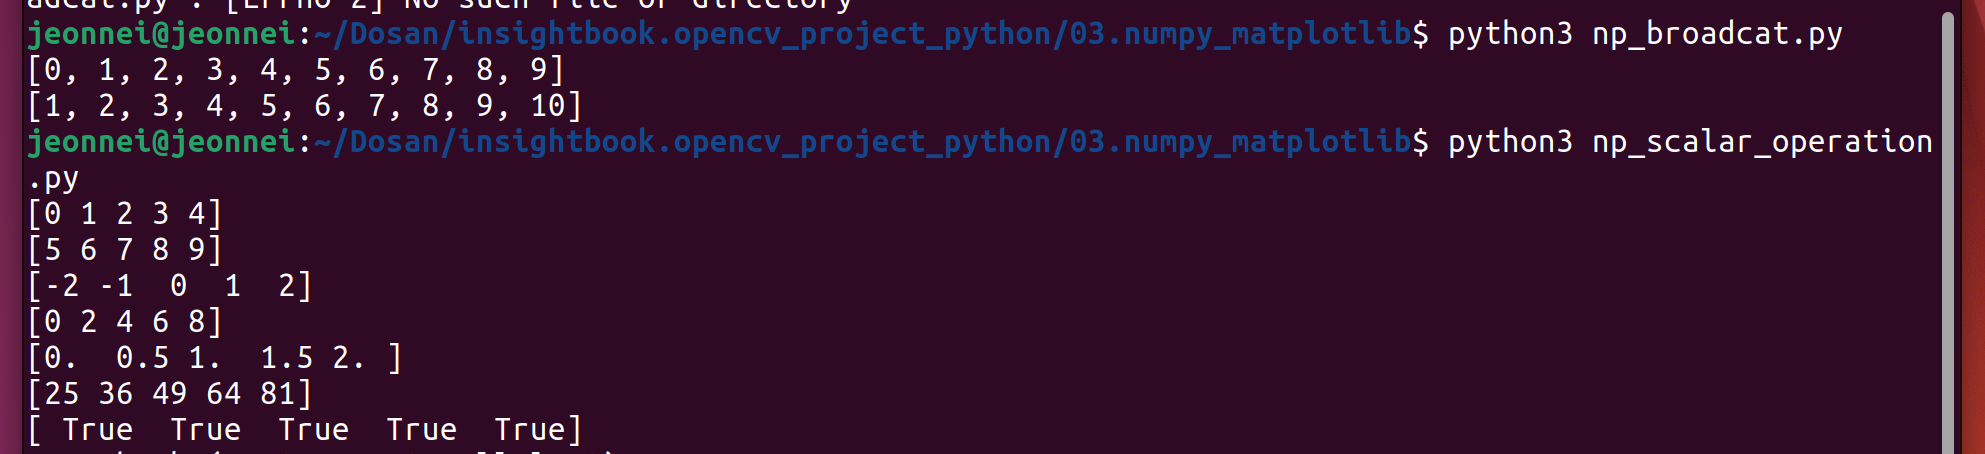 adcat.py': [Errno 2] No such file or directory
jeonnei@jeonnei:~/Dosan/insightbook.opencv_project_python/03.numpy_matplotlib$ python3 np_broadcat.py
[0, 1, 2, 3, 4, 5, 6, 7, 8, 9]
[1, 2, 3, 4, 5, 6, 7, 8, 9, 10]
jeonnei@jeonnei:~/Dosan/insightbook.opencv_project_python/03.numpy_matplotlib$ python3 np_scalar_operation
.py
[0 1 2 3 4]
[5 6 7 8 9]
[-2 -1  0  1  2]
[0 2 4 6 8]
[0.  0.5 1.  1.5 2. ]
[25 36 49 64 81]
[ True  True  True  True  True]